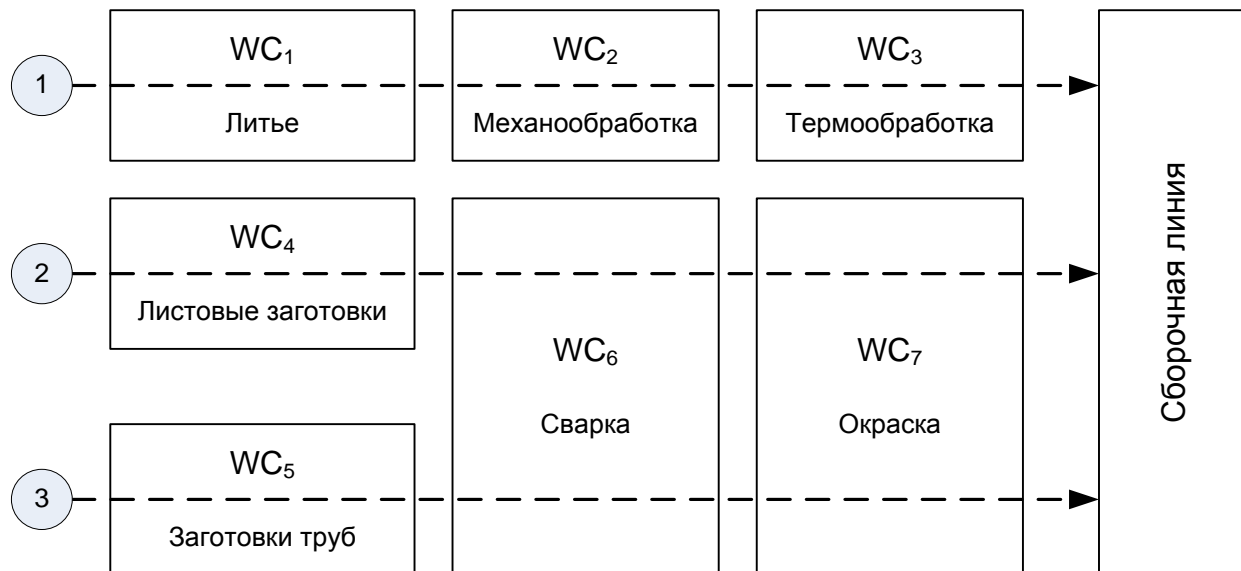 1
WC₁
Литье
WC₂
Механообработка
WC₃
Термообработка
2
WC₄
Листовые заготовки
3
WC₅
Заготовки труб
WC₆
Сварка
WC₇
Окраска
Сборочная линия